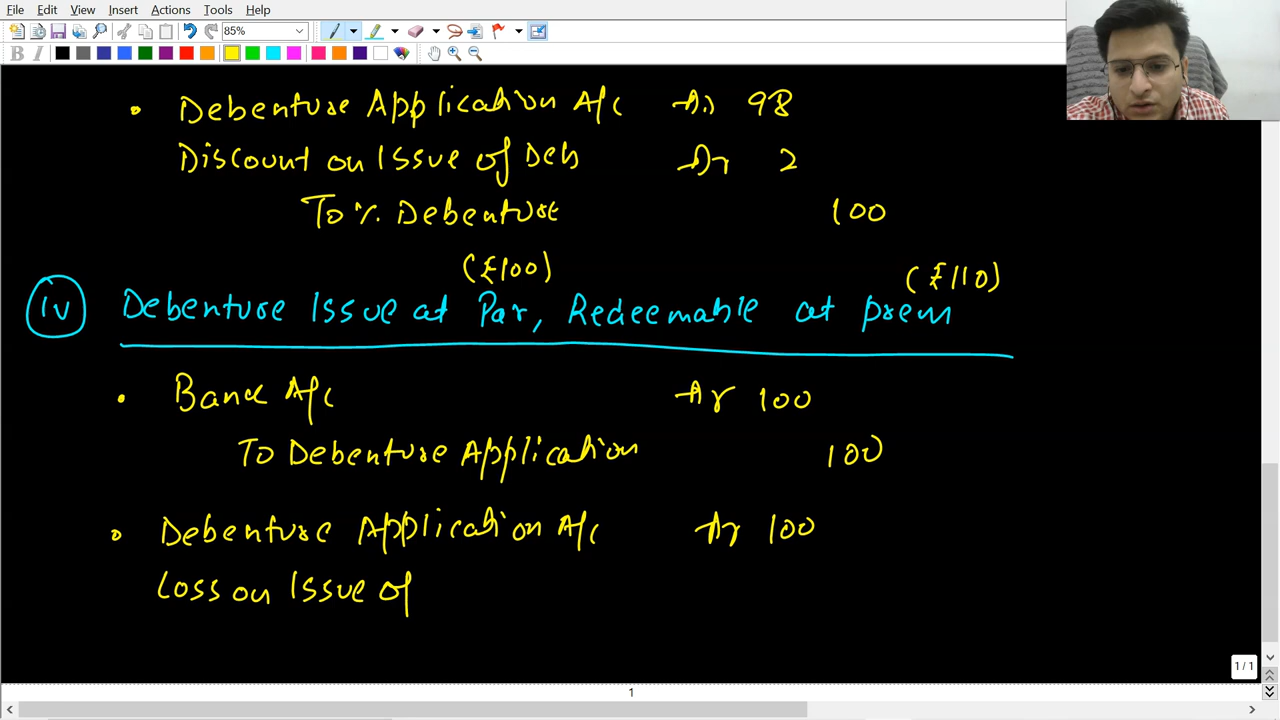 File Edit View Insert Actions Tools Help
85%
B I U
• Debenture Application A/c Dr 98
Discount on Issue of Deb Dr 2
To % Debenture 100
(£100) (£110)
iv Debenture Issue at Par, Redeemable at prem
• Bank A/c Dr 100
To Debenture Application 100
• Debenture Application A/c Dr 100
Loss on Issue of
1 / 1
1